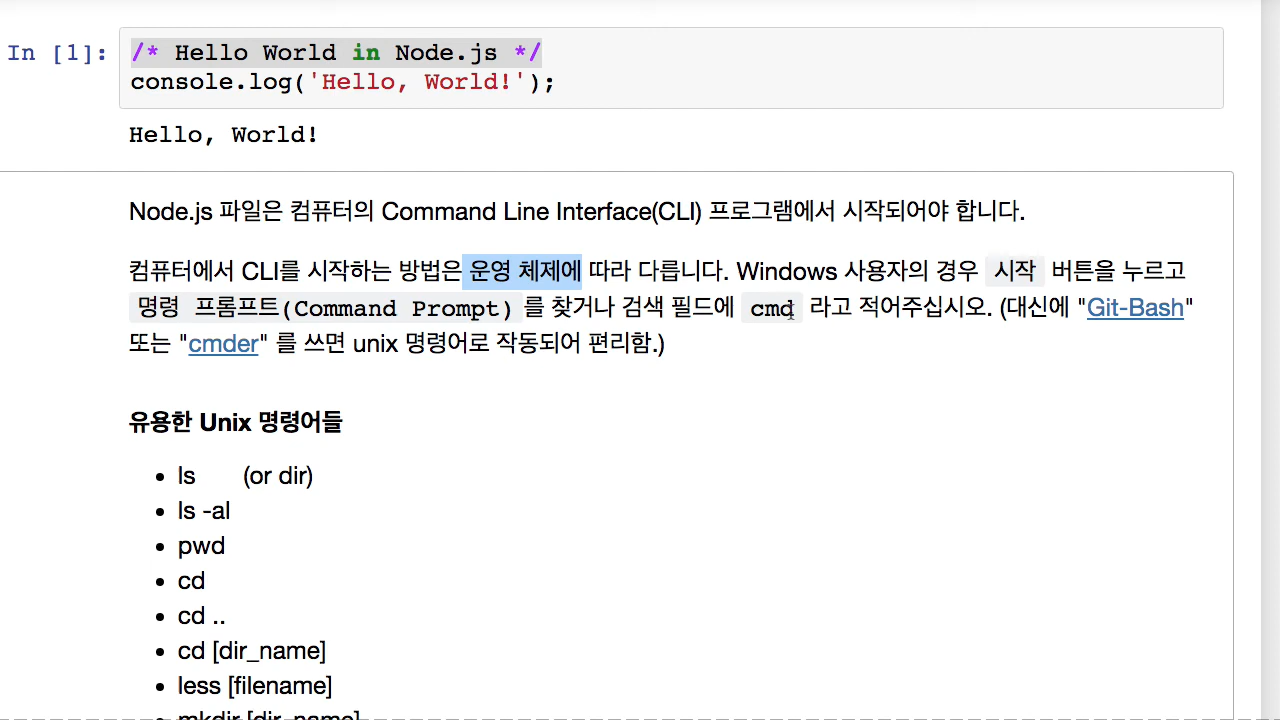 In [1]:
/* Hello World in Node.js */
console.log('Hello, World!');
Hello, World!
Node.js 파일은 컴퓨터의 Command Line Interface(CLI) 프로그램에서 시작되어야 합니다.
컴퓨터에서 CLI를 시작하는 방법은 운영 체제에 따라 다릅니다. Windows 사용자의 경우 시작 버튼을 누르고
명령 프롬프트(Command Prompt) 를 찾거나 검색 필드에 cmd 라고 적어주십시오. (대신에 "Git-Bash"
또는 "cmder" 를 쓰면 unix 명령어로 작동되어 편리함.)
유용한 Unix 명령어들
• ls (or dir)
• ls -al
• pwd
• cd
• cd ..
• cd [dir_name]
• less [filename]
• mkdir [dir_name]